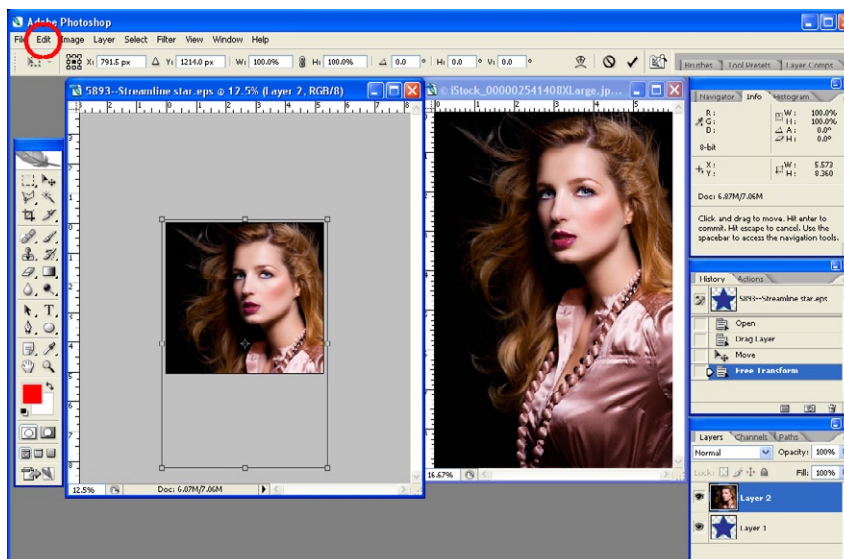 Adobe Photoshop
File Edit Image Layer Select Filter View Window Help
X: 791.5 px Y: 1214.0 px W: 100.0% H: 100.0% 0.0 ° H: 0.0 ° V: 0.0 °
Brushes Tool Presets Layer Comps
5893--Streamline star.eps @ 12.5% (Layer 2, RGB/8)
© iStock_000002541408XLarge.jp...
Navigator Info Histogram
R: W: 100.0%
G: H: 100.0%
B: A: 0.0°
H: 0.0°
8-bit
X: W: 5.573
Y: H: 8.360
Doc: 6.87M/7.06M
Click and drag to move. Hit enter to
commit. Hit escape to cancel. Use the
spacebar to access the navigation tools.
History Actions
5893--Streamline star.eps
Open
Drag Layer
Move
Free Transform
Layers Channels Paths
Normal Opacity: 100%
Lock: Fill: 100%
Layer 2
Layer 1
12.5% Doc: 6.07M/7.06M
16.67%